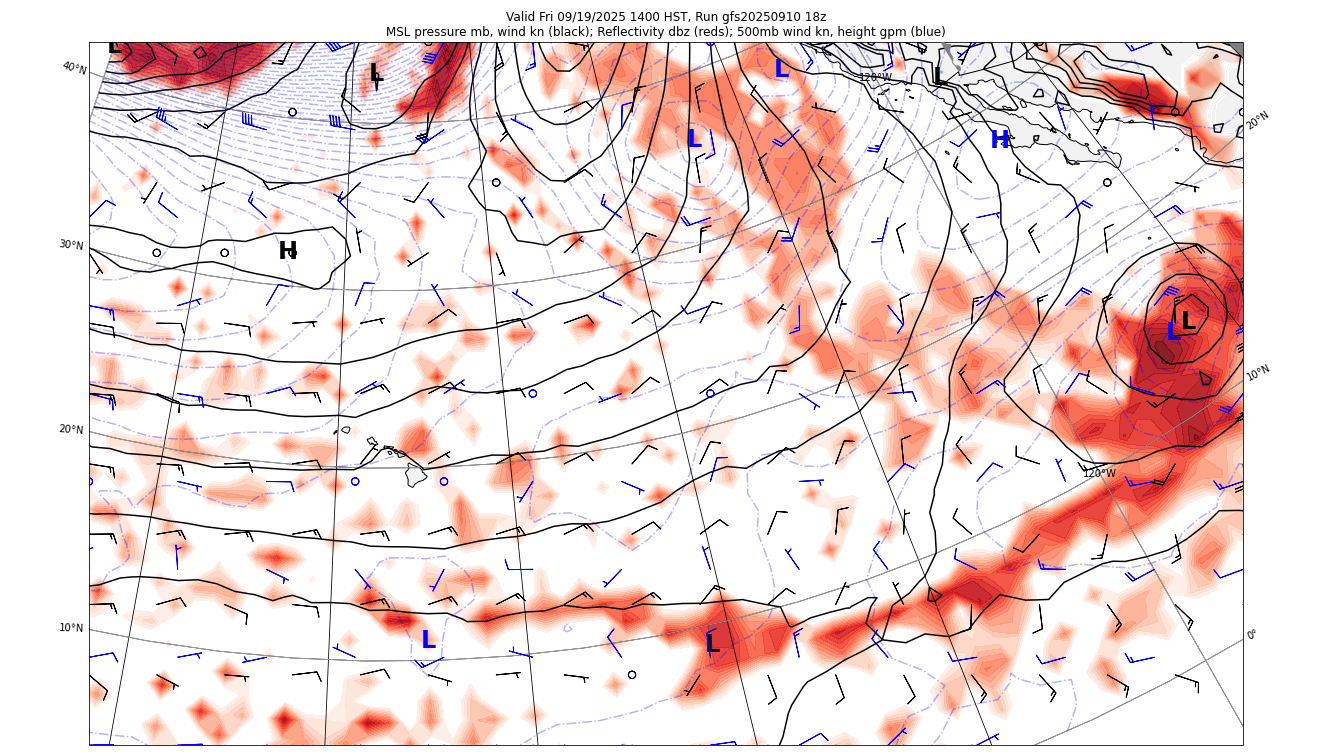 Valid Fri 09/19/2025 1400 HST, Run gfs20250910 18z
MSL pressure mb, wind kn (black); Reflectivity dbz (reds); 500mb wind kn, height gpm (blue)
L
L
L
L
120°W
40°N
20°N
L
H
30°N
H
L
L
10°N
20°N
120°W
10°N
L
L
0°